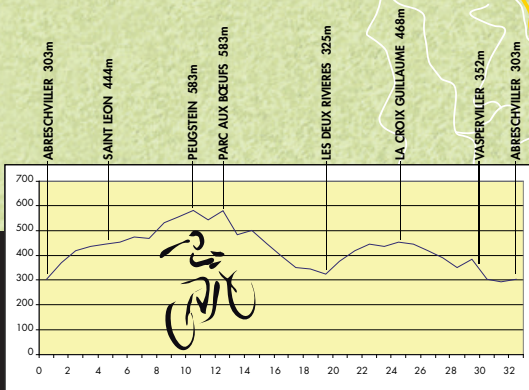 ABRESCHVILLER 303m
SAINT LEON 444m
PEUGSTEIN 583m
PARC AUX BŒUFS 583m
LES DEUX RIVIERES 325m
LA CROIX GUILLAUME 468m
VASPERVILLER 352m
ABRESCHVILLER 303m
700
600
500
400
300
200
100
0
0 2 4 6 8 10 12 14 16 18 20 22 24 26 28 30 32